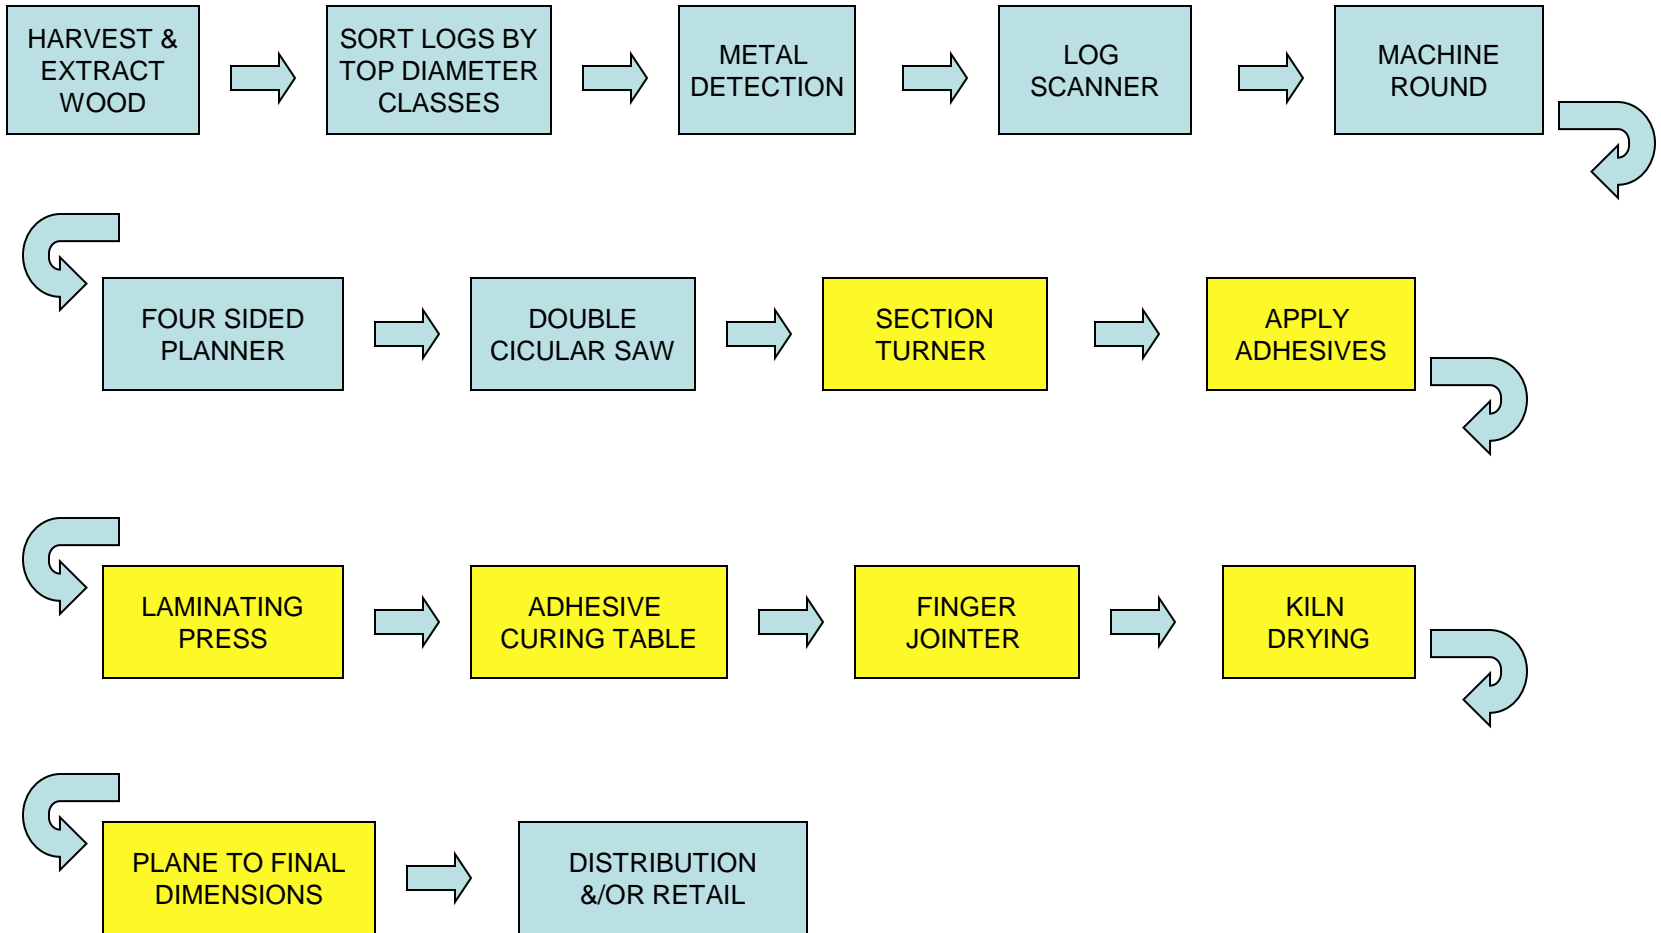 HARVEST &
EXTRACT
WOOD
SORT LOGS BY
TOP DIAMETER
CLASSES
METAL
DETECTION
LOG
SCANNER
MACHINE
ROUND
FOUR SIDED
PLANNER
DOUBLE
CICULAR SAW
SECTION
TURNER
APPLY
ADHESIVES
LAMINATING
PRESS
ADHESIVE
CURING TABLE
FINGER
JOINTER
KILN
DRYING
PLANE TO FINAL
DIMENSIONS
DISTRIBUTION
&/OR RETAIL